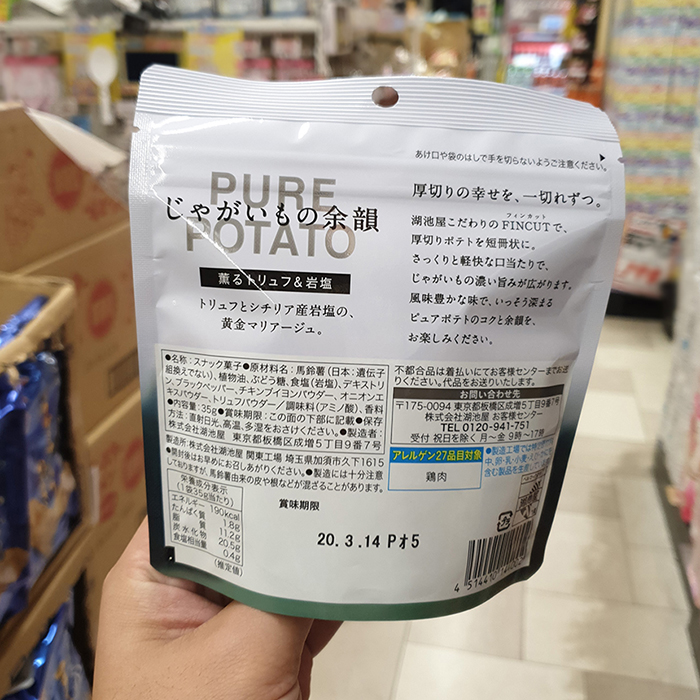 あけ口や袋のはしで手を切らないようご注意ください。
PURE
じゃがいもの余韻
POTATO
薫るトリュフ&岩塩
トリュフとシチリア産岩塩の、
黄金マリアージュ。
厚切りの幸せを、一切れずつ。
フィンカット
湖池屋こだわりのFINCUTで、
厚切りポテトを短冊状に。
さっくりと軽快な口当たりで、
じゃがいもの濃い旨みが広がります。
風味豊かな味で、いっそう深まる
ピュアポテトのコクと余韻を、
お楽しみください。
●名称:スナック菓子●原材料名:馬鈴薯(日本:遺伝子
組換えでない)、植物油、ぶどう糖、食塩(岩塩)、デキストリ
ン、ブラックペッパー、チキンブイヨンパウダー、オニオンエ
キスパウダー、トリュフパウダー/調味料(アミノ酸)、香料
●内容量:35g●賞味期限:この面の下部に記載●保存
方法:直射日光、高温、多湿をおさけください。●製造者:
株式会社湖池屋 東京都板橋区成増5丁目9番7号
製造所:株式会社湖池屋 関東工場 埼玉県加須市久下1615
●開封後はお早めにお召しあがりください。●製造には十分注意
しておりますが、馬鈴薯由来の皮や根などが混ざることがあります。
栄養成分表示
(1袋35g当たり)
エネルギー 190kcal
たんぱく質 1.8g
脂質 11.2g
炭水化物 20.5g
食塩相当量 0.4g
(推定値)
不都合品は着払いにてお客様センターまでお送りくだ
さい。代品をお送りいたします。
お問い合わせ先
〒175-0094 東京都板橋区成増5丁目9番7号
株式会社湖池屋 お客様センター
TEL 0120-941-751
受付 祝日を除く月〜金 9時〜17時
アレルゲン27品目対象
鶏肉
●製造工場では
賞味期限
20.3.14 Pオ5